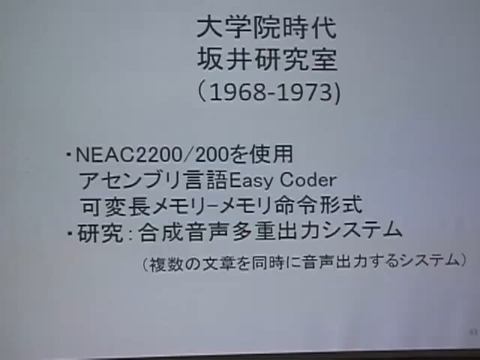 大学院時代
坂井研究室
（1968-1973)
・NEAC2200/200を使用
アセンブリ言語Easy Coder
可変長メモリ−メモリ命令形式
・研究：合成音声多重出力システム
（複数の文章を同時に音声出力するシステム）